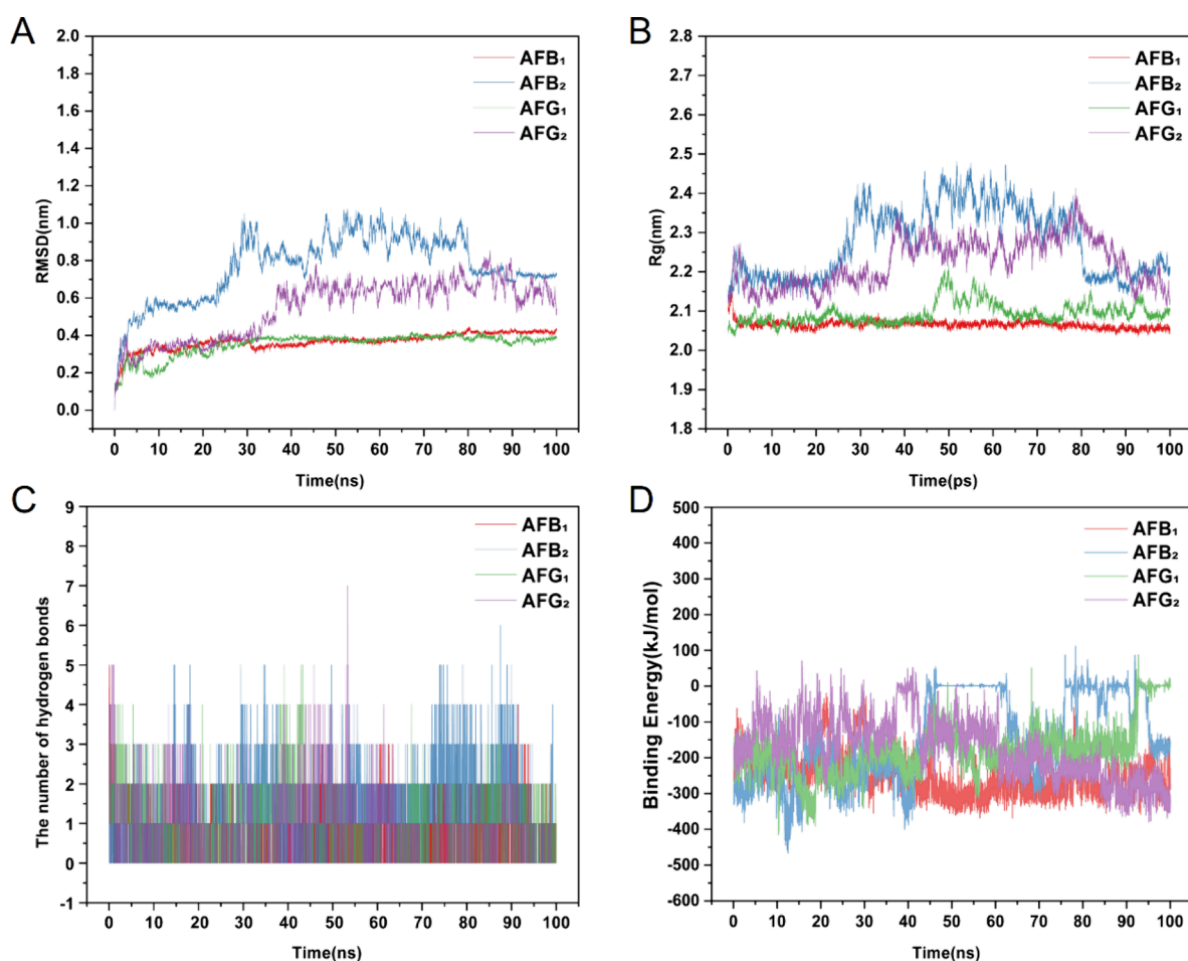 A
2.0
1.8
1.6
1.4
1.2
1.0
0.8
0.6
0.4
0.2
0.0
RMSD(nm)
0 10 20 30 40 50 60 70 80 90 100
Time(ns)
AFB₁
AFB₂
AFG₁
AFG₂
B
2.8
2.7
2.6
2.5
2.4
2.3
2.2
2.1
2.0
1.9
1.8
Rg(nm)
0 10 20 30 40 50 60 70 80 90 100
Time(ps)
AFB₁
AFB₂
AFG₁
AFG₂
C
9
8
7
6
5
4
3
2
1
0
-1
The number of hydrogen bonds
0 10 20 30 40 50 60 70 80 90 100
Time(ns)
AFB₁
AFB₂
AFG₁
AFG₂
D
500
400
300
200
100
0
-100
-200
-300
-400
-500
-600
Binding Energy(kJ/mol)
0 10 20 30 40 50 60 70 80 90 100
Time(ns)
AFB₁
AFB₂
AFG₁
AFG₂